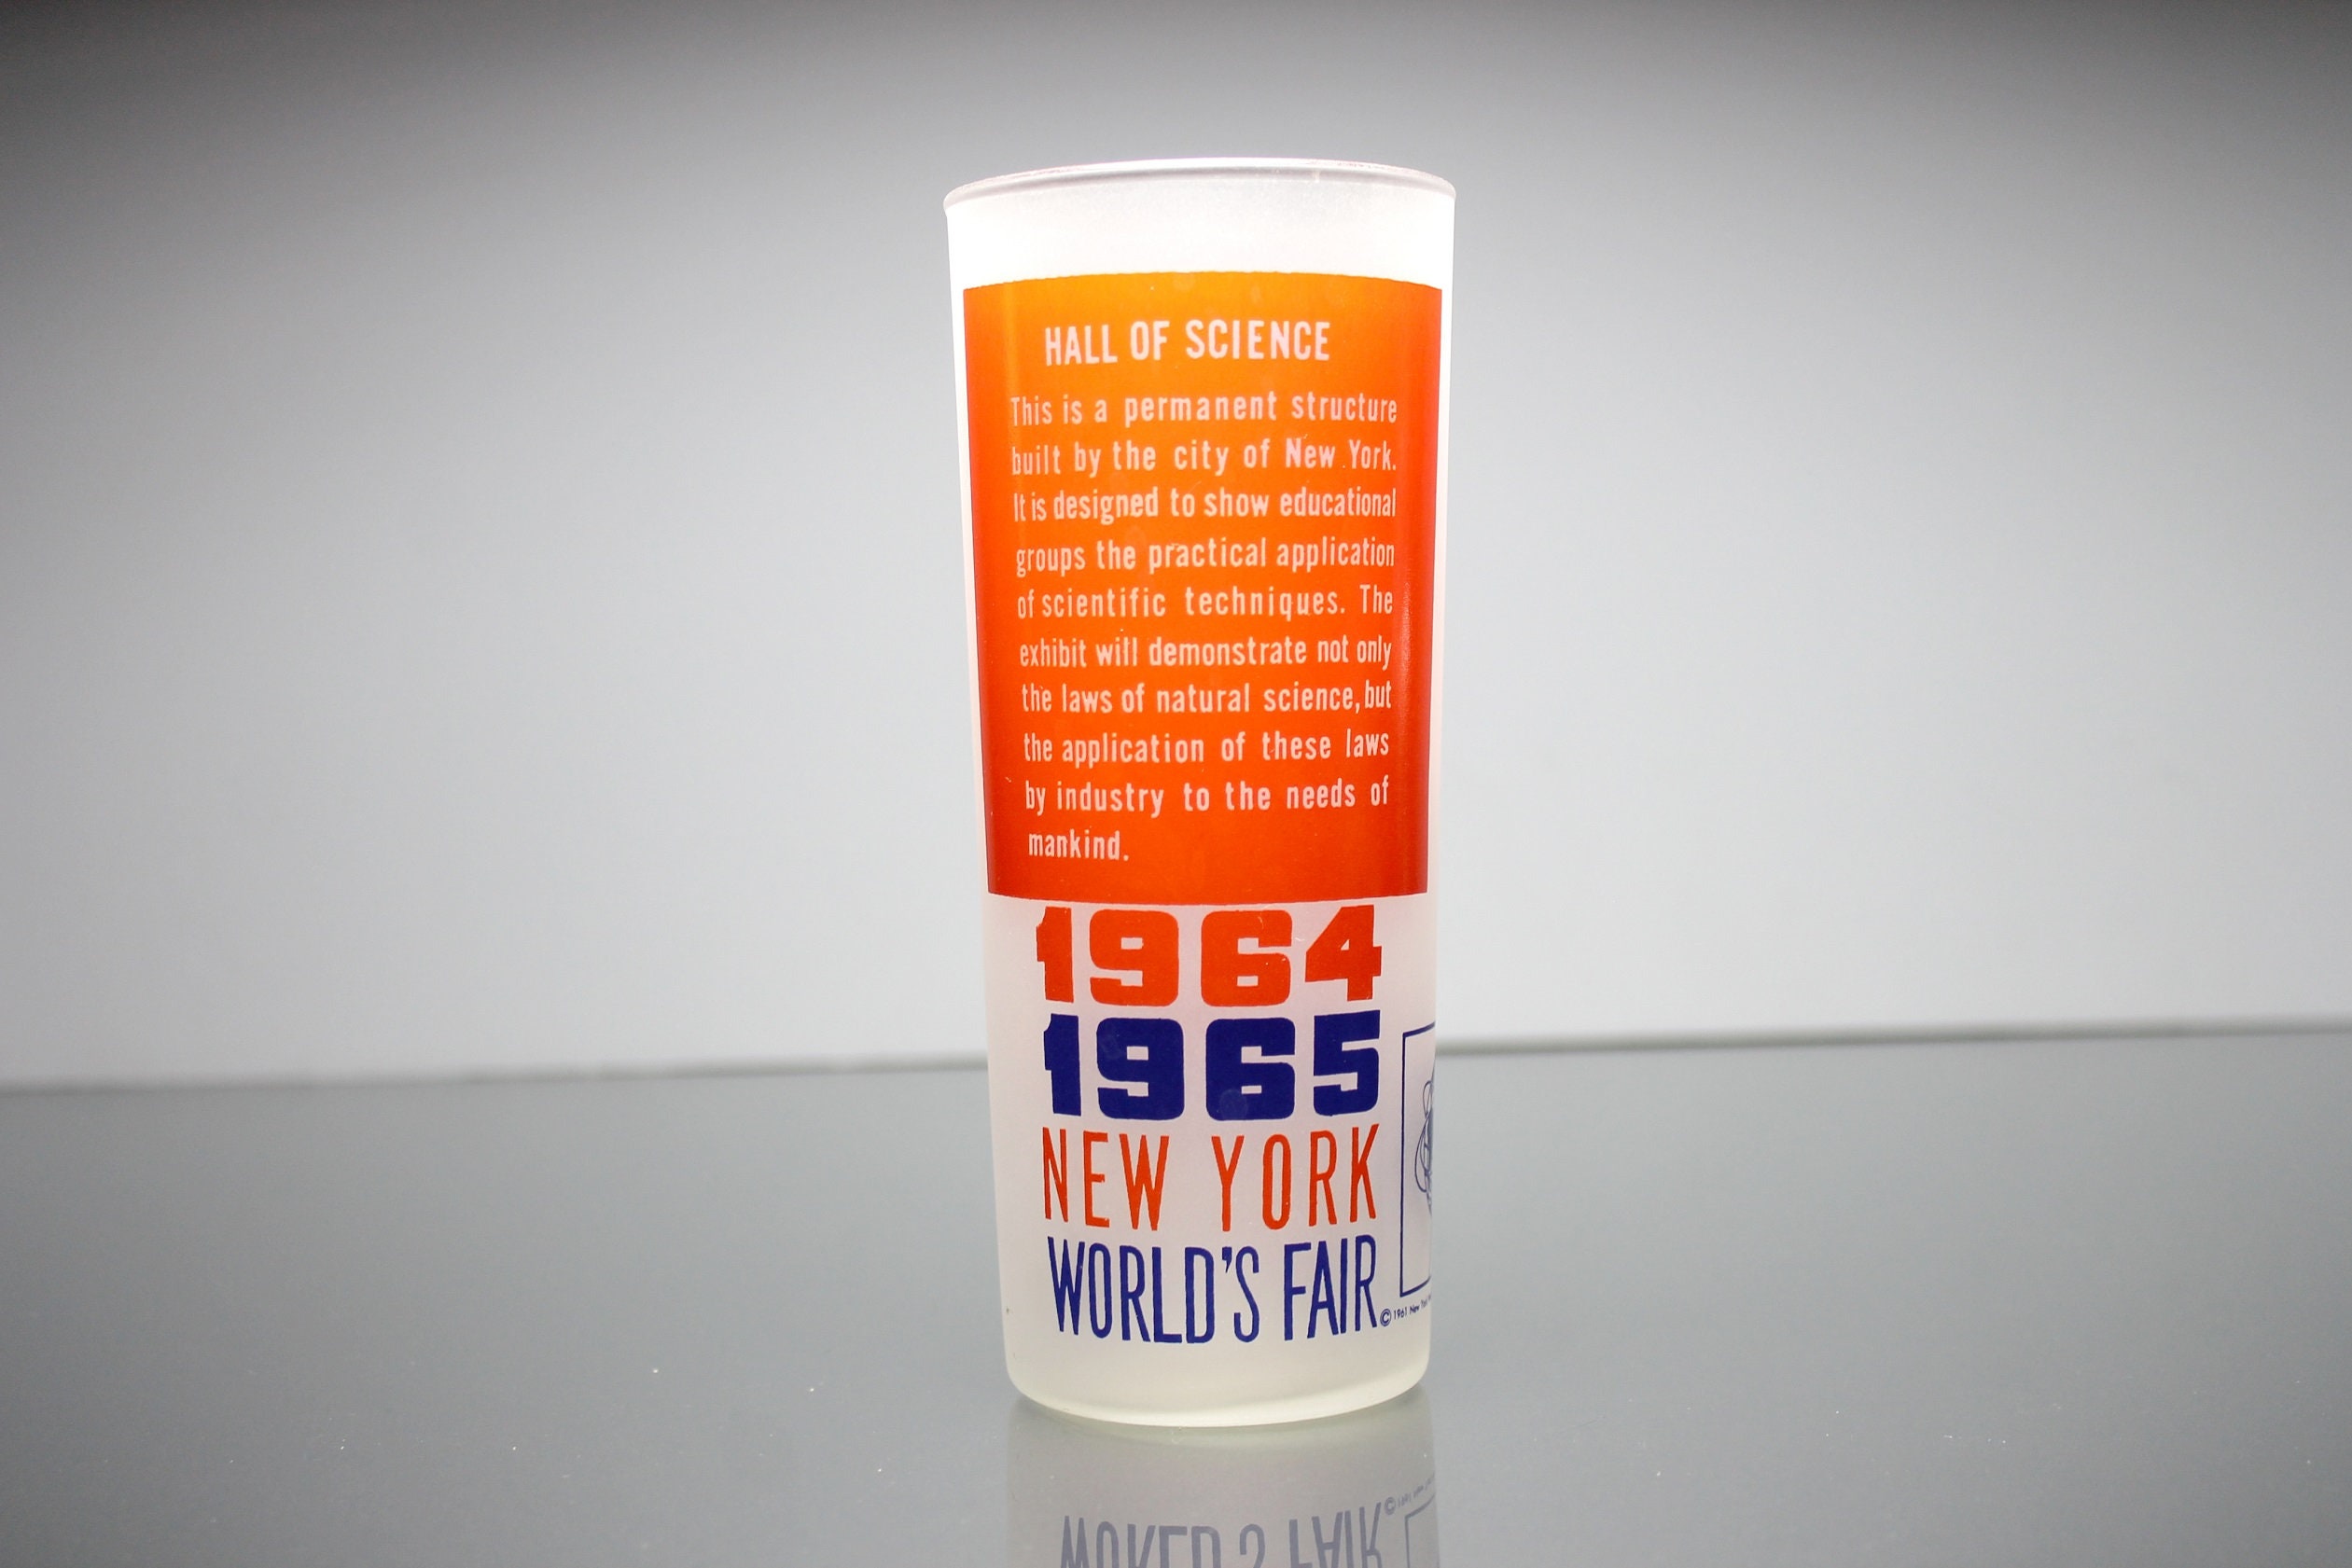 HALL OF SCIENCE
This is a permanent structure
built by the city of New York.
It is designed to show educational
groups the practical application
of scientific techniques. The
exhibit will demonstrate not only
the laws of natural science, but
the application of these laws
by industry to the needs of
mankind.
1964
1965
NEW YORK
WORLD'S FAIR
© 1961 New